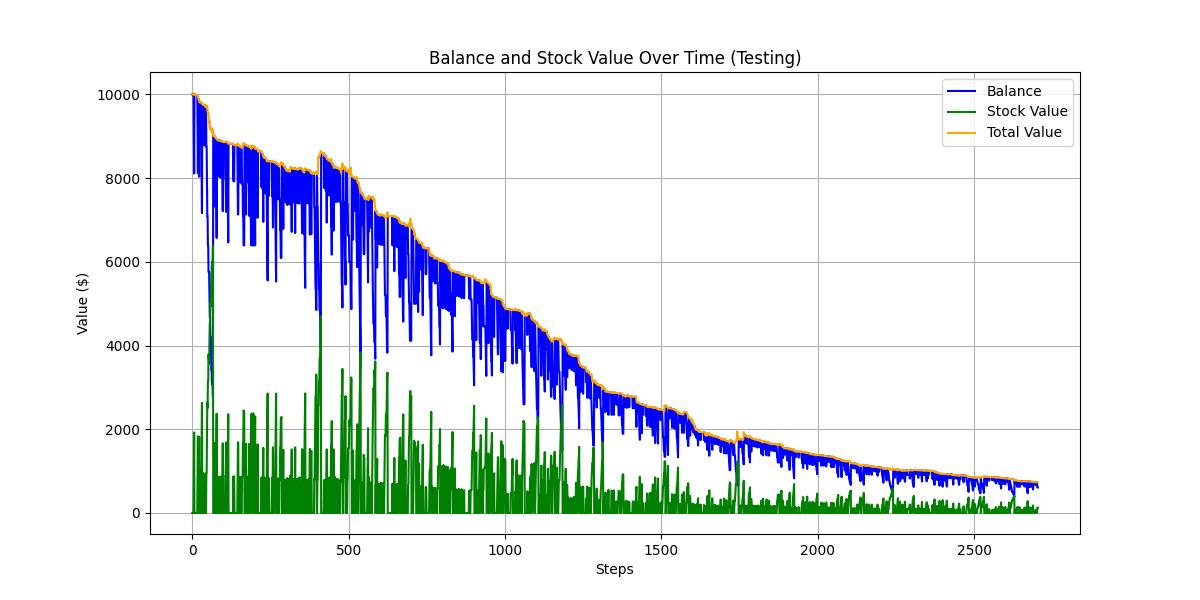 Balance and Stock Value Over Time (Testing)
Balance
Stock Value
Total Value
Value ($)
10000
8000
6000
4000
2000
0
0
500
1000
1500
2000
2500
Steps